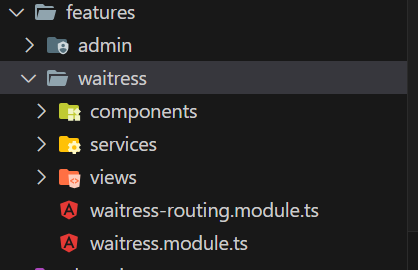 features
admin
waitress
components
services
views
waitress-routing.module.ts
waitress.module.ts